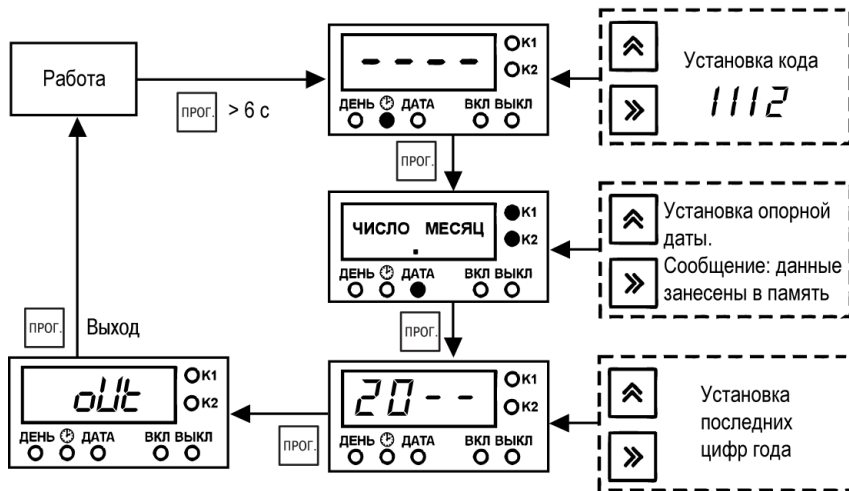 Работа
ПРОГ. > 6 с
- - - -
К1
К2
ДЕНЬ ДАТА ВКЛ ВЫКЛ
Установка кода
1112
ПРОГ.
ЧИСЛО . МЕСЯЦ
К1
К2
ДЕНЬ ДАТА ВКЛ ВЫКЛ
Установка опорной
даты.
Сообщение: данные
занесены в память
ПРОГ.
20--
К1
К2
ДЕНЬ ДАТА ВКЛ ВЫКЛ
Установка
последних
цифр года
ПРОГ.
oUt
К1
К2
ДЕНЬ ДАТА ВКЛ ВЫКЛ
ПРОГ. Выход